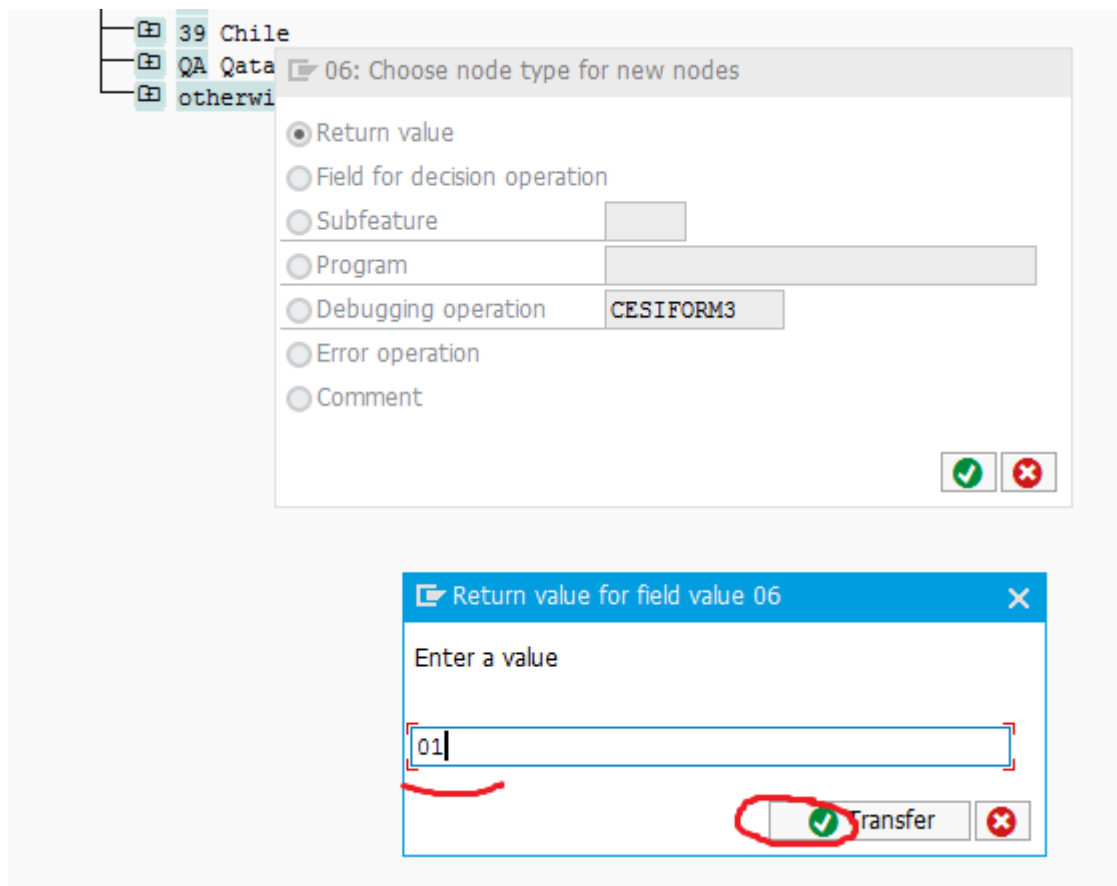 39 Chile
QA Qata
otherwi
06: Choose node type for new nodes
Return value
Field for decision operation
Subfeature
Program
Debugging operation CESIFORM3
Error operation
Comment
Return value for field value 06
Enter a value
01
Transfer